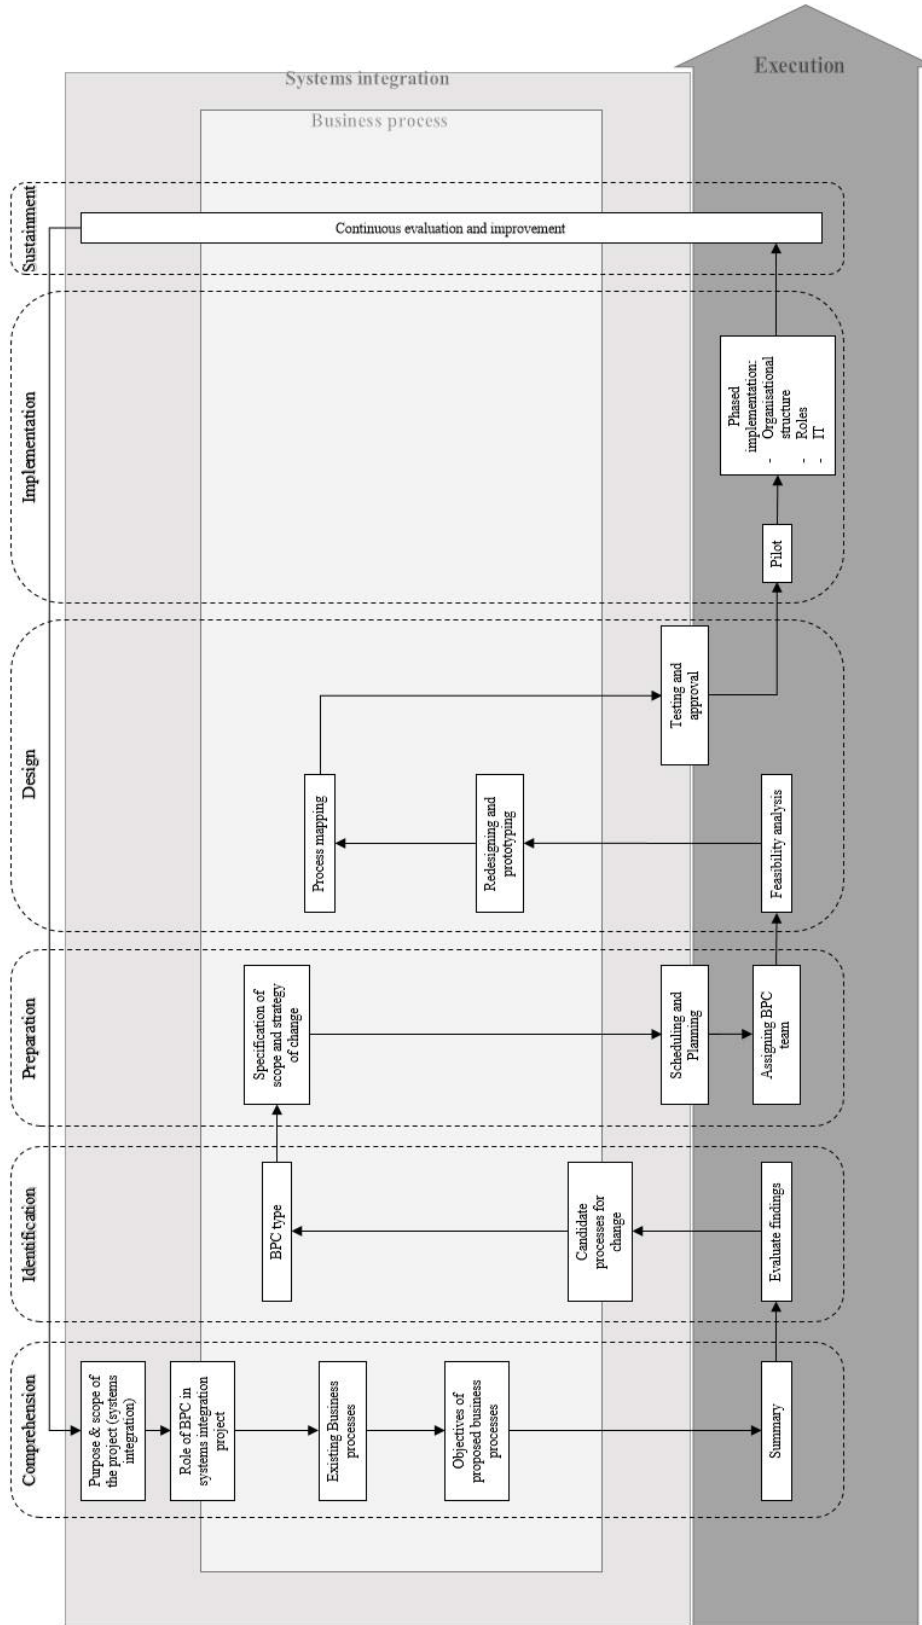 Systems integration
Business process
Execution
Sustainment
Continuous evaluation and improvement
Implementation
Phased
implementation:
- Organisational
structure
- Roles
- IT
Pilot
Design
Testing and
approval
Process mapping
Redesigning and
prototyping
Feasibility analysis
Preparation
Specification of
scope and strategy
of change
Scheduling and
Planning
Assigning BPC
team
Identification
BPC type
Candidate
processes for
change
Evaluate findings
Comprehension
Purpose & scope of
the project (systems
integration)
Role of BPC in
systems integration
project
Existing Business
processes
Objectives of
proposed business
processes
Summary